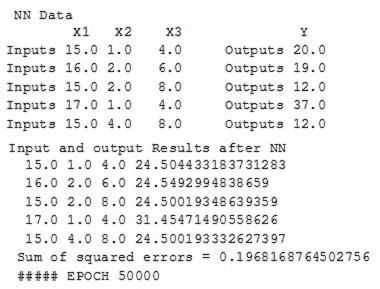 NN Data
X1 X2 X3 Y
Inputs 15.0 1.0 4.0 Outputs 20.0
Inputs 16.0 2.0 6.0 Outputs 19.0
Inputs 15.0 2.0 8.0 Outputs 12.0
Inputs 17.0 1.0 4.0 Outputs 37.0
Inputs 15.0 4.0 8.0 Outputs 12.0
Input and output Results after NN
15.0 1.0 4.0 24.504433183731283
16.0 2.0 6.0 24.5492994838659
15.0 2.0 8.0 24.50019348639359
17.0 1.0 4.0 31.45471490558626
15.0 4.0 8.0 24.500193332627397
Sum of squared errors = 0.1968168764502756
##### EPOCH 50000